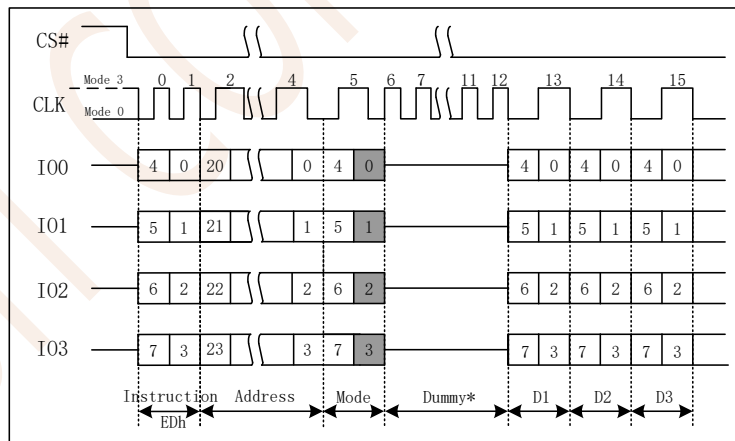 CS#
Mode 3 0 1 2 4 5 6 7 11 12 13 14 15
CLK Mode 0
IO0 4 0 20 0 4 0 4 0 4 0 4 0
IO1 5 1 21 1 5 1 5 1 5 1 5 1
IO2 6 2 22 2 6 2 6 2 6 2 6 2
IO3 7 3 23 3 7 3 7 3 7 3 7 3
Instruction Address Mode Dummy* D1 D2 D3
EDh